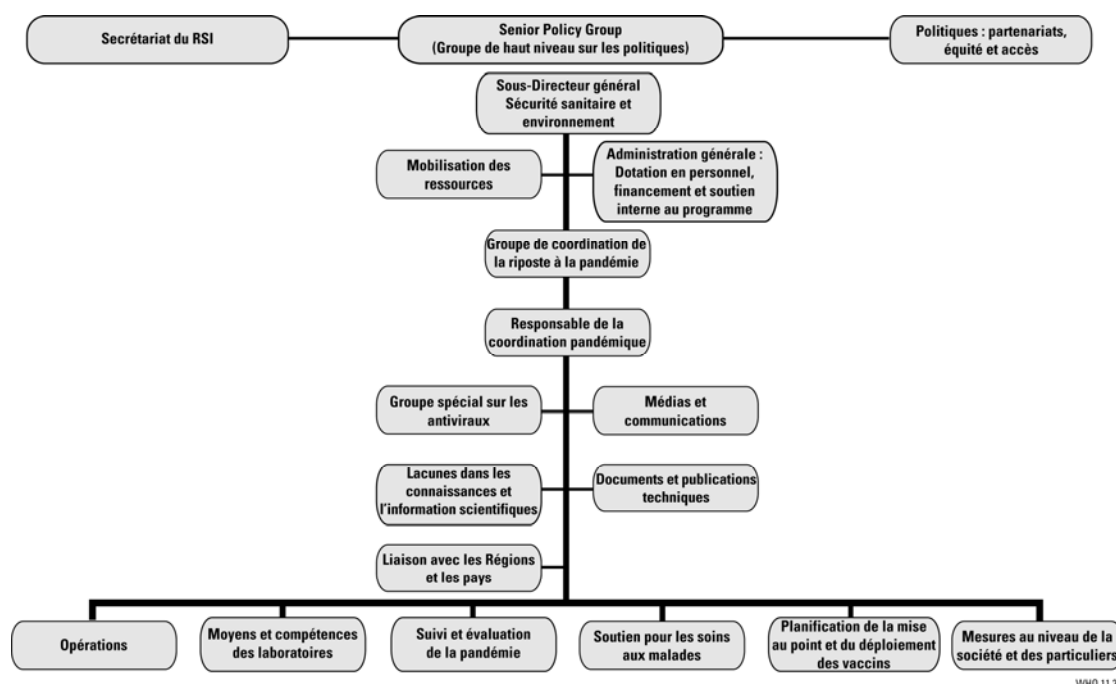 Secrétariat du RSI
Senior Policy Group
(Groupe de haut niveau sur les politiques)
Politiques : partenariats,
équité et accès
Sous-Directeur général
Sécurité sanitaire et
environnement
Mobilisation des
ressources
Administration générale :
Dotation en personnel,
financement et soutien
interne au programme
Groupe de coordination de
la riposte à la pandémie
Responsable de la
coordination pandémique
Groupe spécial sur les
antiviraux
Médias et
communications
Lacunes dans les
connaissances et
l'information scientifiques
Documents et publications
techniques
Liaison avec les Régions
et les pays
Opérations
Moyens et compétences
des laboratoires
Suivi et évaluation
de la pandémie
Soutien pour les soins
aux malades
Planification de la mise
au point et du déploiement
des vaccins
Mesures au niveau de la
société et des particuliers